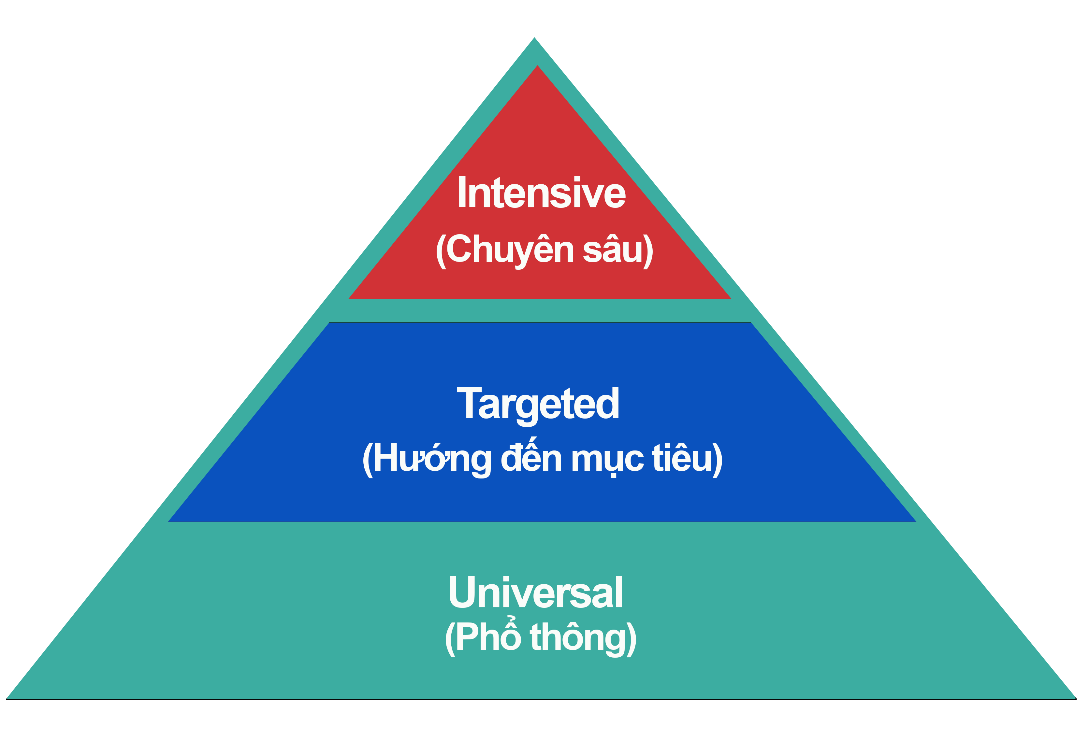 Intensive
(Chuyên sâu)
Targeted
(Hướng đến mục tiêu)
Universal
(Phổ thông)